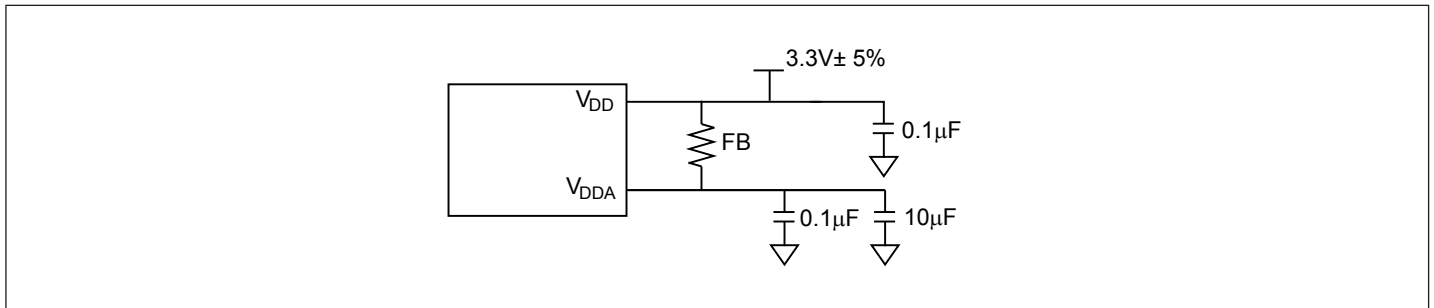 3.3V± 5%
VDD
0.1μF
FB
VDDA
0.1μF
10μF